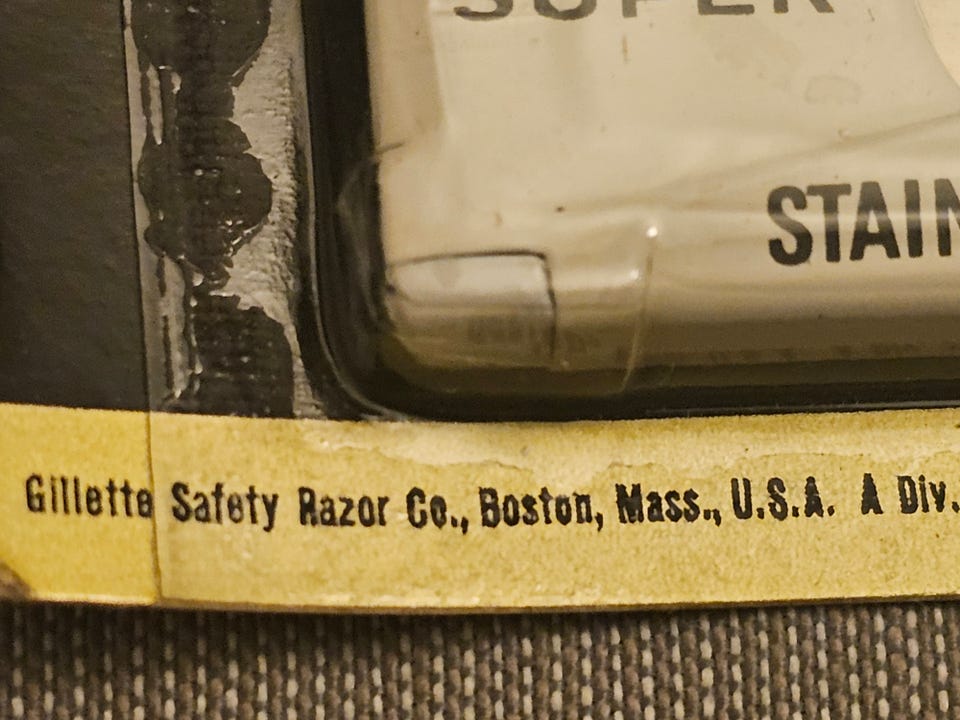 SUPER
STAIN
Gillette Safety Razor Co., Boston, Mass., U.S.A. A Div.